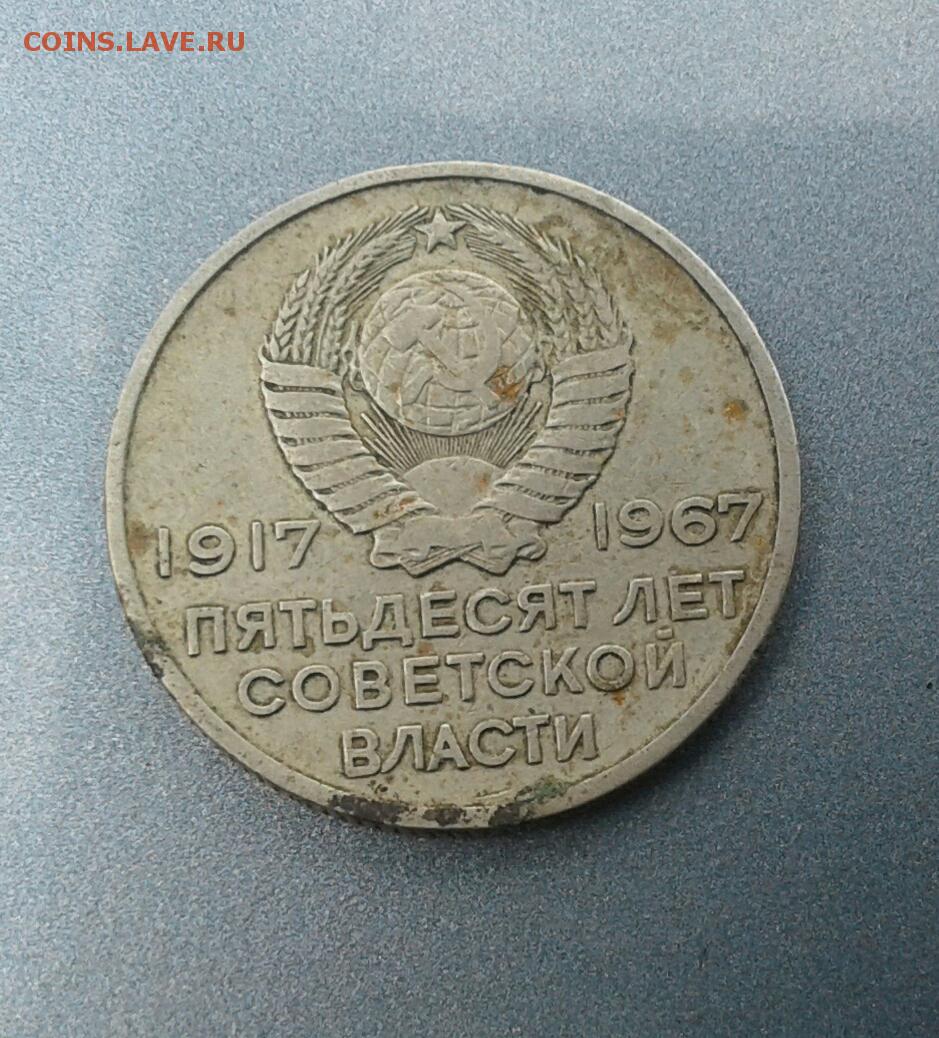 COINS.LAVE.RU
1917 1967
ПЯТЬДЕСЯТ ЛЕТ
СОВЕТСКОЙ
ВЛАСТИ